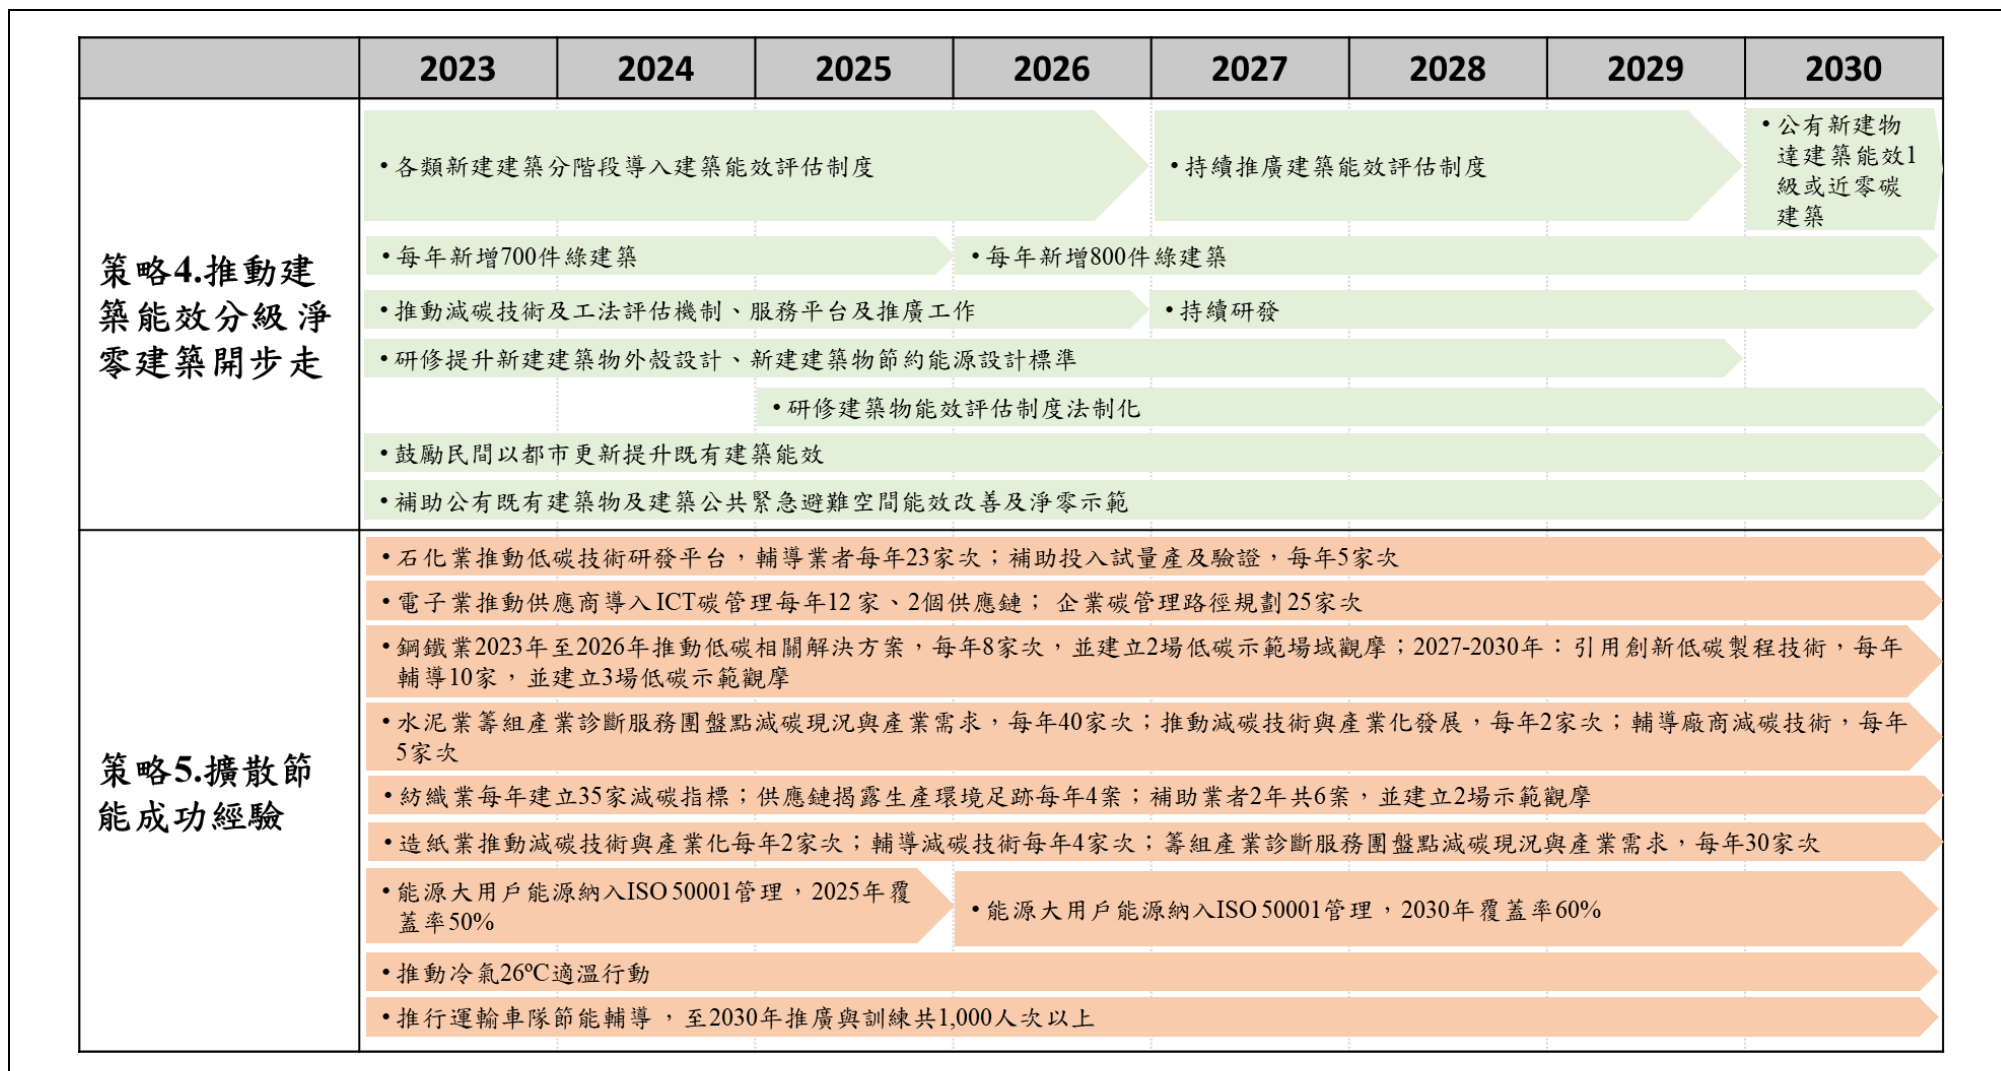 2023 2024 2025 2026 2027 2028 2029 2030
策略4.推動建
築能效分級 淨
零建築開步走
•各類新建建築分階段導入建築能效評估制度
•持續推廣建築能效評估制度
•公有新建物
達建築能效1
級或近零碳
建築
•每年新增700件綠建築
•每年新增800件綠建築
•推動減碳技術及工法評估機制、服務平台及推廣工作
•持續研發
•研修提升新建建築物外殼設計、新建建築物節約能源設計標準
•研修建築物能效評估制度法制化
•鼓勵民間以都市更新提升既有建築能效
•補助公有既有建築物及建築公共緊急避難空間能效改善及淨零示範
策略5.擴散節
能成功經驗
•石化業推動低碳技術研發平台，輔導業者每年23家次；補助投入試量產及驗證，每年5家次
•電子業推動供應商導入ICT碳管理每年12 家、2個供應鏈； 企業碳管理路徑規劃25家次
•鋼鐵業2023年至2026年推動低碳相關解決方案，每年8家次，並建立2場低碳示範場域觀摩；2027-2030年：引用創新低碳製程技術，每年
輔導10家，並建立3場低碳示範觀摩
•水泥業籌組產業診斷服務團盤點減碳現況與產業需求，每年40家次；推動減碳技術與產業化發展，每年2家次；輔導廠商減碳技術，每年
5家次
•紡織業每年建立35家減碳指標；供應鏈揭露生產環境足跡每年4案；補助業者2年共6案，並建立2場示範觀摩
•造紙業推動減碳技術與產業化每年2家次；輔導減碳技術每年4家次；籌組產業診斷服務團盤點減碳現況與產業需求，每年30家次
•能源大用戶能源納入ISO 50001管理，2025年覆
蓋率50%
•能源大用戶能源納入ISO 50001管理，2030年覆蓋率60%
•推動冷氣26ºC適溫行動
•推行運輸車隊節能輔導，至2030年推廣與訓練共1,000人次以上